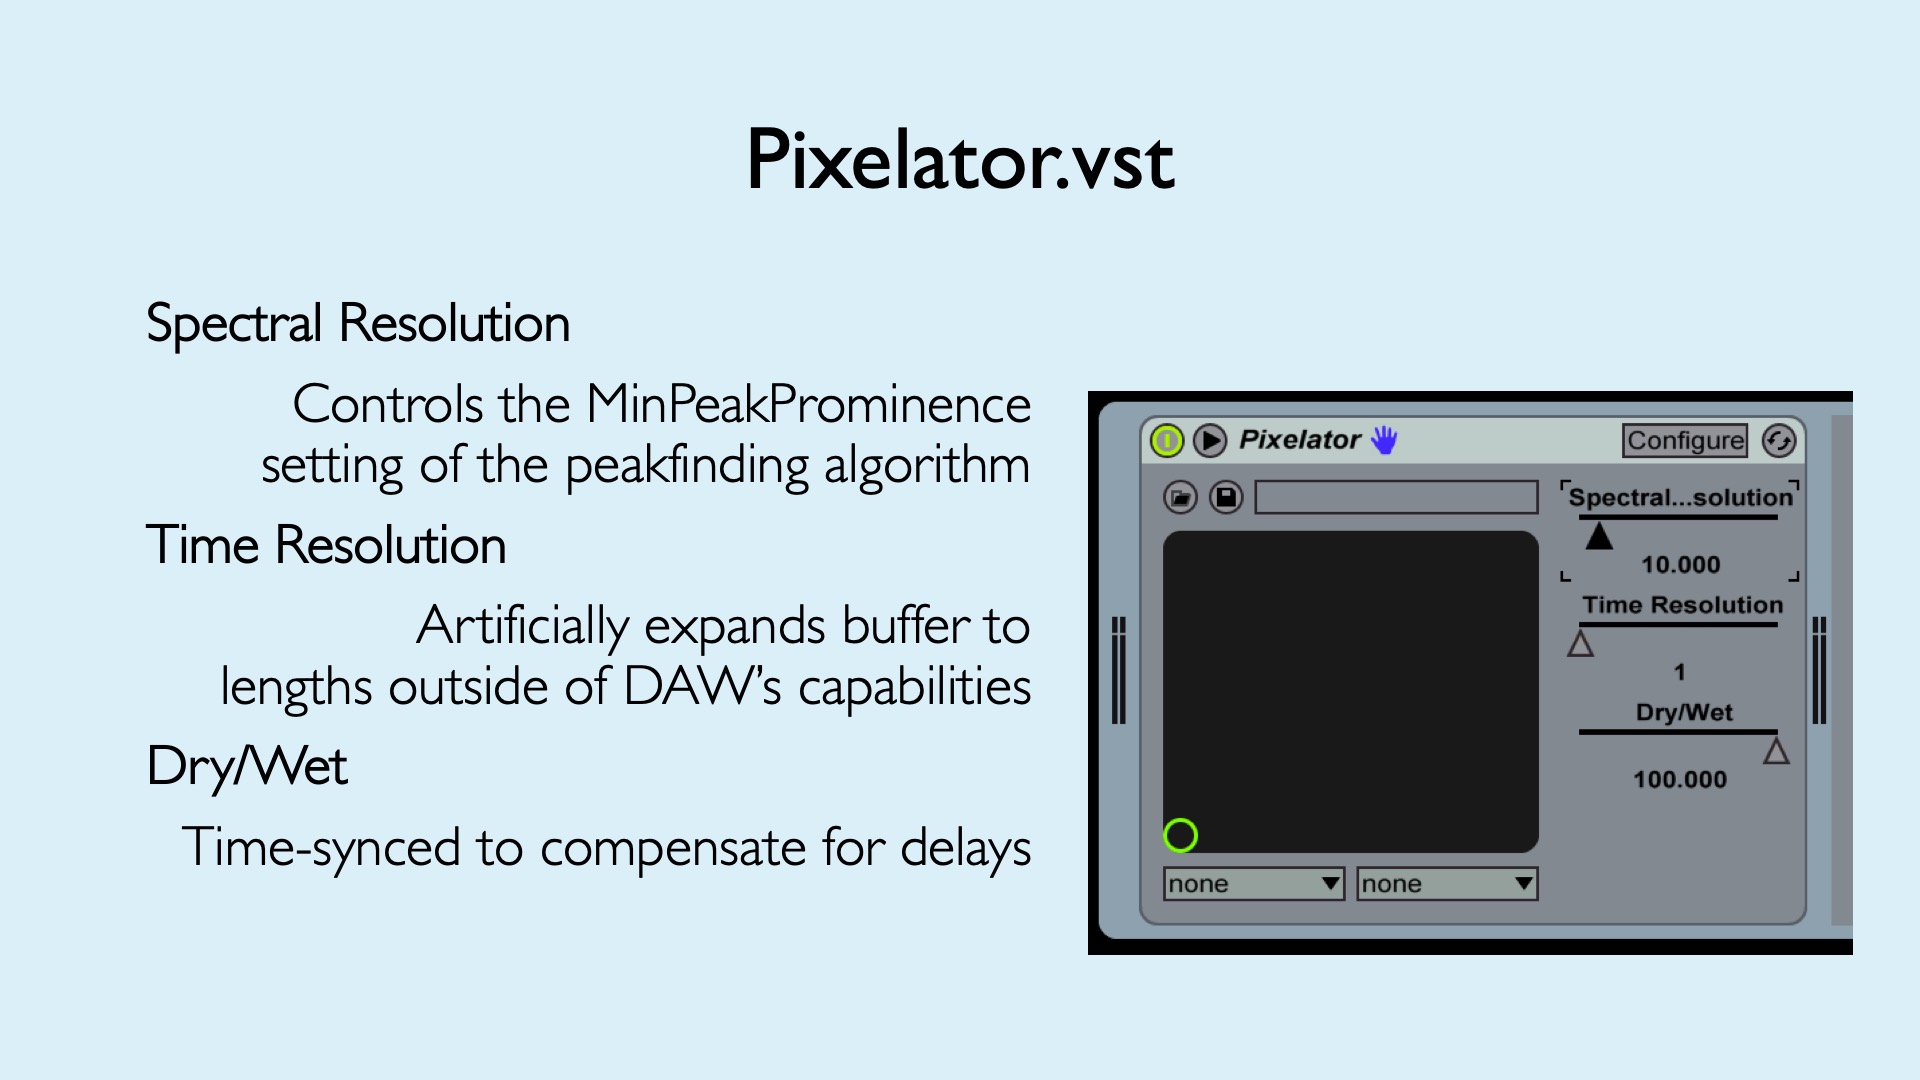 Pixelator.vst
Spectral Resolution
Controls the MinPeakProminence
setting of the peakfinding algorithm
Time Resolution
Artificially expands buffer to
lengths outside of DAW’s capabilities
Dry/Wet
Time-synced to compensate for delays
Pixelator
Configure
Spectral...solution
10.000
Time Resolution
1
Dry/Wet
100.000
none
none